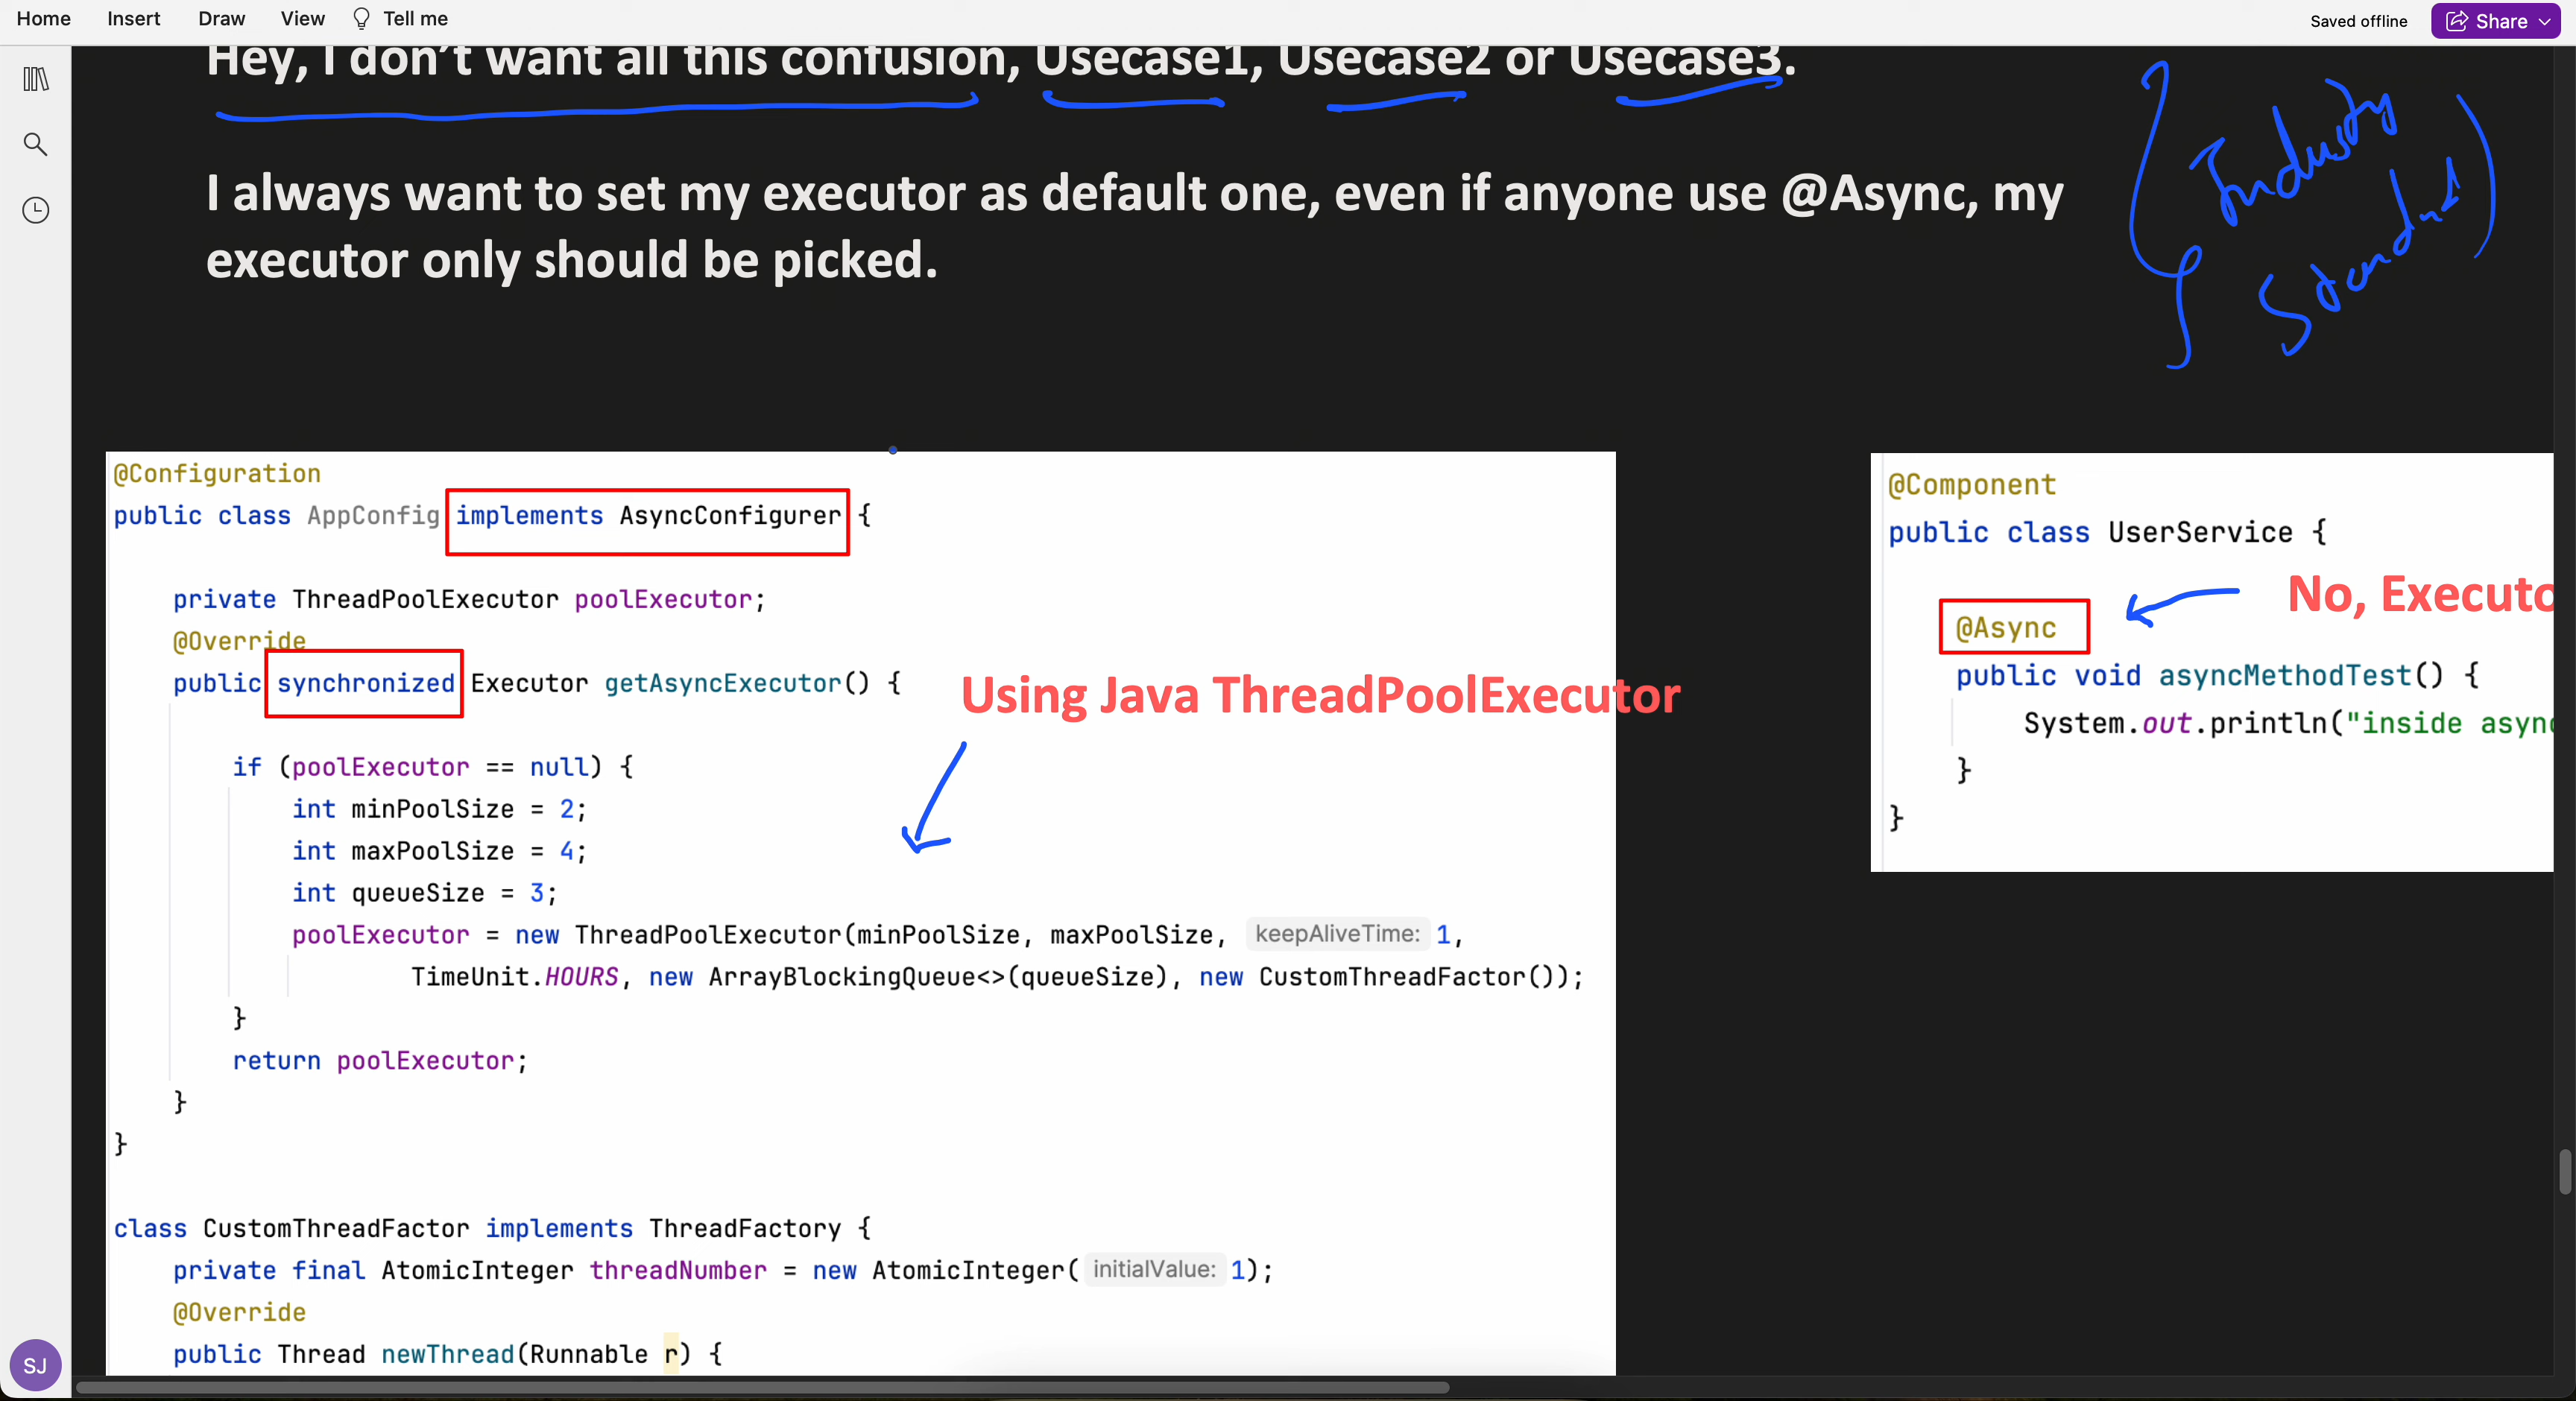 Home Insert Draw View Tell me Saved offline Share
Hey, I don't want all this confusion, Usecase1, Usecase2 or Usecase3.
I always want to set my executor as default one, even if anyone use @Async, my
executor only should be picked.
Industry
Standard
@Configuration
public class AppConfig implements AsyncConfigurer {
private ThreadPoolExecutor poolExecutor;
@Override
public synchronized Executor getAsyncExecutor() {
Using Java ThreadPoolExecutor
if (poolExecutor == null) {
int minPoolSize = 2;
int maxPoolSize = 4;
int queueSize = 3;
poolExecutor = new ThreadPoolExecutor(minPoolSize, maxPoolSize, keepAliveTime: 1,
TimeUnit.HOURS, new ArrayBlockingQueue<>(queueSize), new CustomThreadFactor());
}
return poolExecutor;
}
}
class CustomThreadFactor implements ThreadFactory {
private final AtomicInteger threadNumber = new AtomicInteger( initialValue: 1);
@Override
public Thread newThread(Runnable r) {
@Component
public class UserService {
No, Executo
@Async
public void asyncMethodTest() {
System.out.println("inside asyn
}
}
SJ